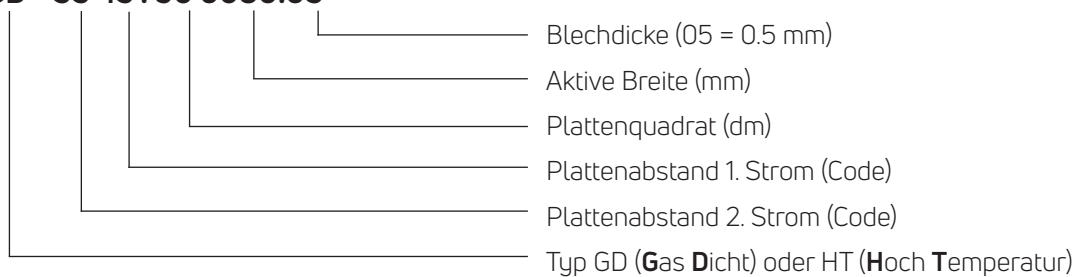 Blechdicke (05 = 0.5 mm)
Aktive Breite (mm)
Plattenquadrat (dm)
Plattenabstand 1. Strom (Code)
Plattenabstand 2. Strom (Code)
Typ GD (Gas Dicht) oder HT (Hoch Temperatur)